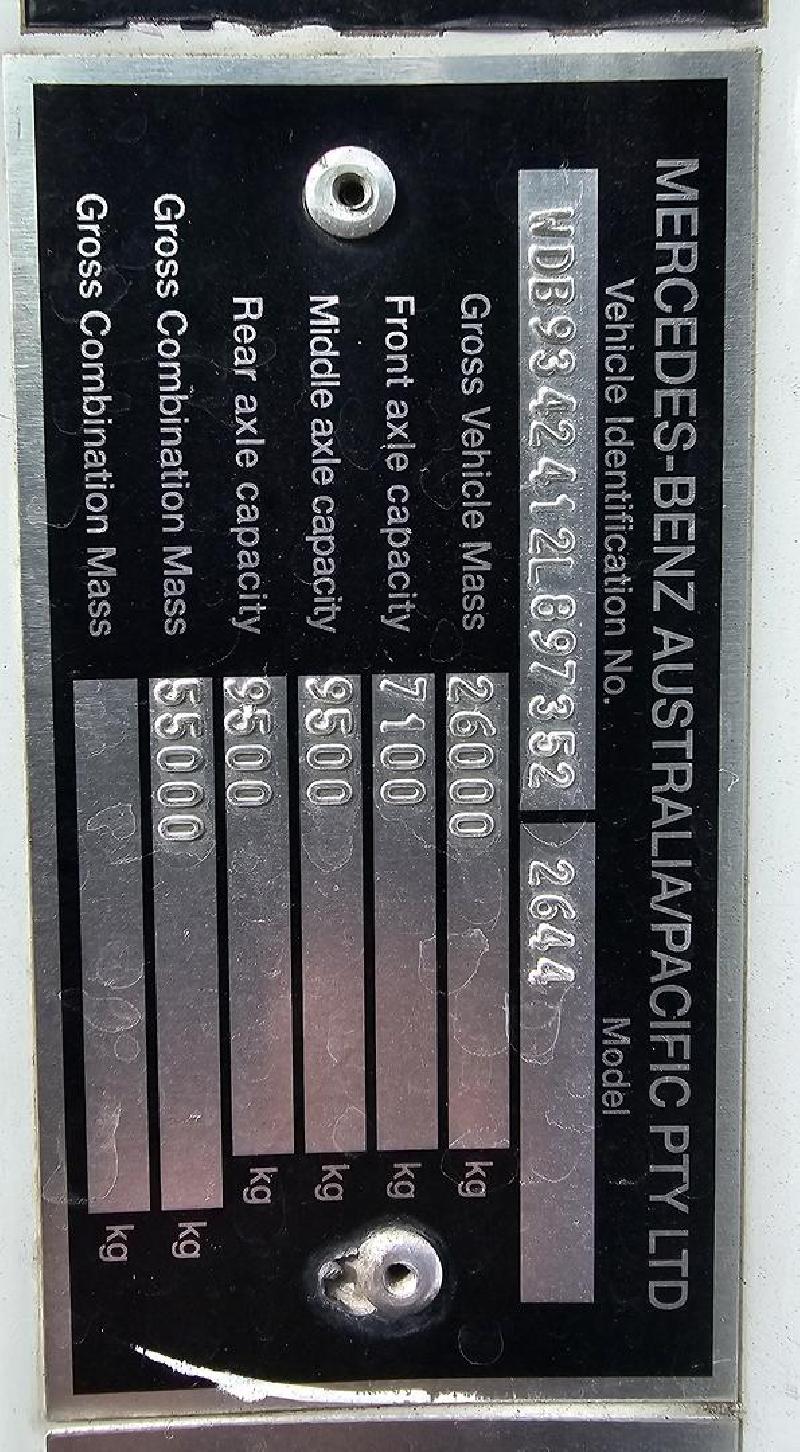 MERCEDES-BENZ AUSTRALIA/PACIFIC PTY LTD
Vehicle Identification No. Model
WDB9342412L897352 2644
Gross Vehicle Mass 26000 kg
Front axle capacity 7100 kg
Middle axle capacity 9500 kg
Rear axle capacity 9500 kg
Gross Combination Mass 55000 kg
Gross Combination Mass kg